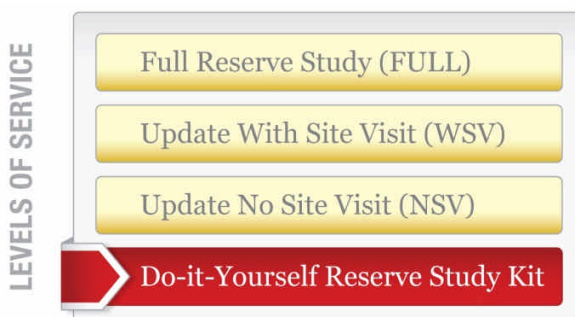 LEVELS OF SERVICE
Full Reserve Study (FULL)
Update With Site Visit (WSV)
Update No Site Visit (NSV)
Do-it-Yourself Reserve Study Kit